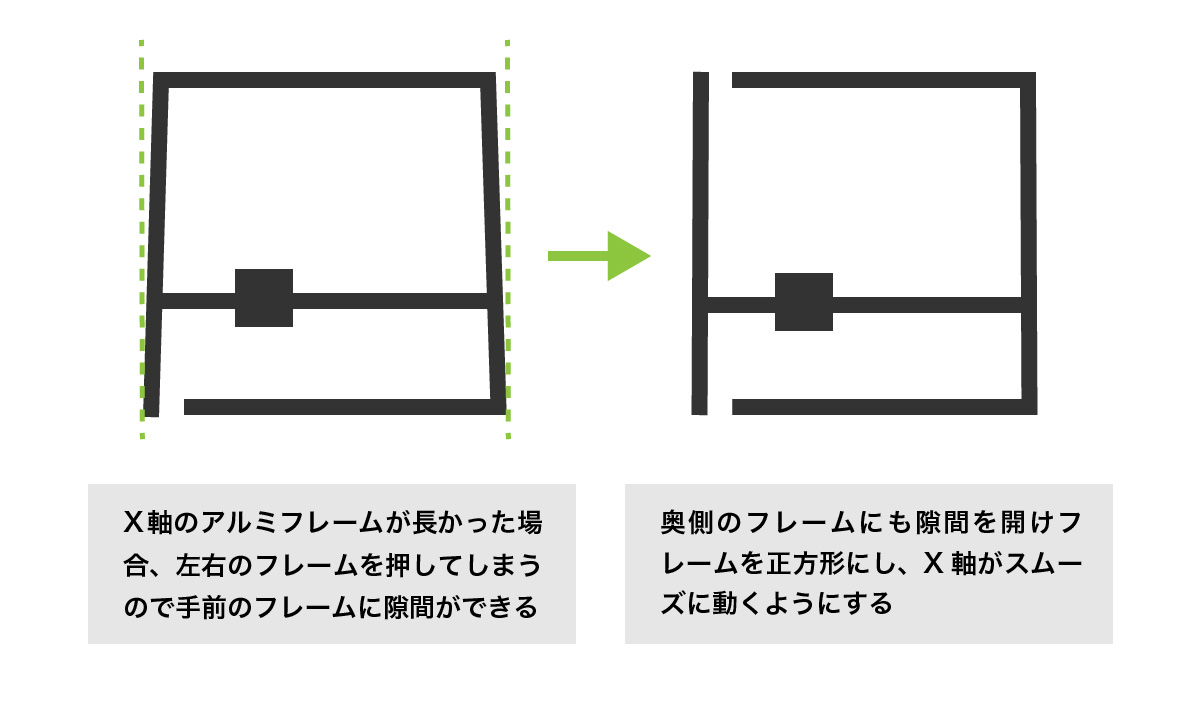 X軸のアルミフレームが長かった場
合、左右のフレームを押してしまう
ので手前のフレームに隙間ができる
奥側のフレームにも隙間を開けフ
レームを正方形にし、X 軸がスムー
ズに動くようにする